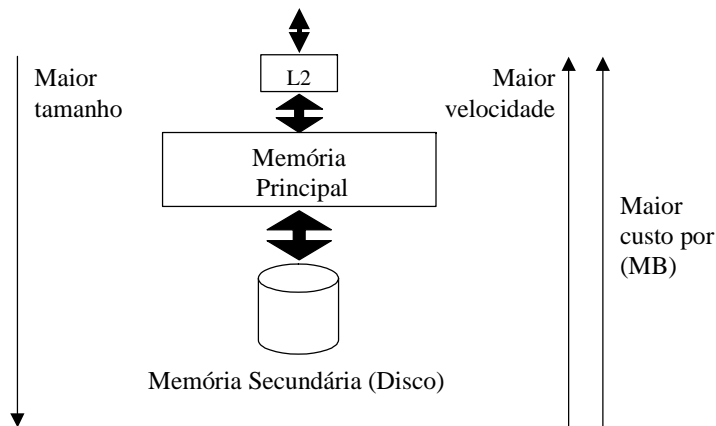 L2
Maior
tamanho
Maior
velocidade
Memória
Principal
Maior
custo por
(MB)
Memória Secundária (Disco)